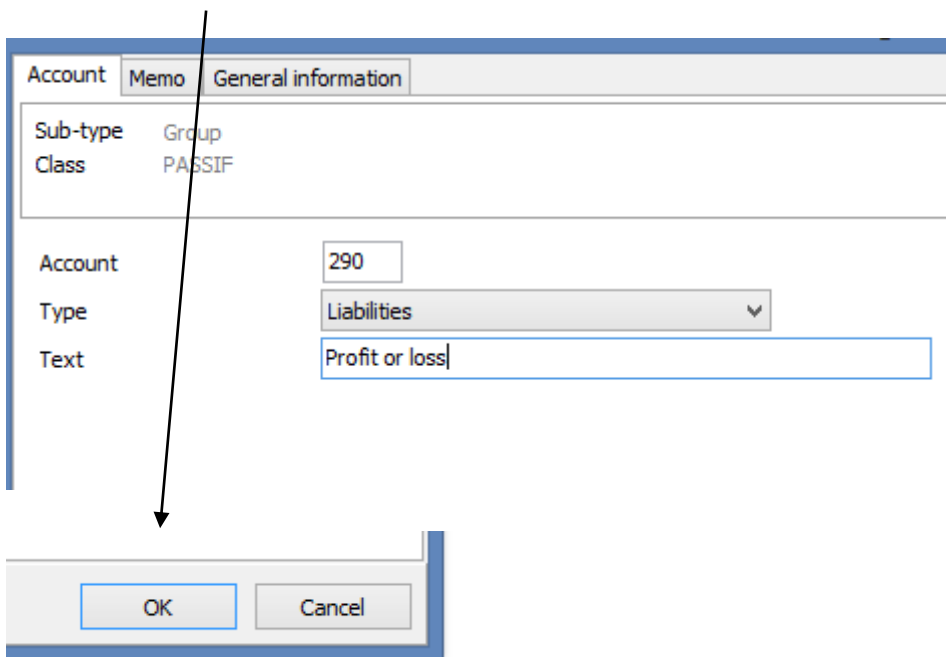 Account Memo General information
Sub-type Group
Class PASSIF
Account 290
Type Liabilities
Text Profit or loss
OK Cancel